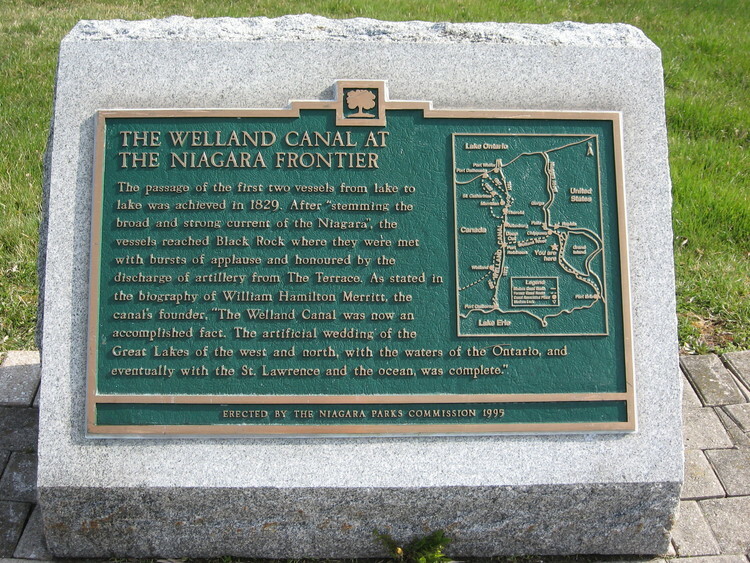 THE WELLAND CANAL AT
THE NIAGARA FRONTIER
The passage of the first two vessels from lake to
lake was achieved in 1829. After "stemming the
broad and strong current of the Niagara", the
vessels reached Black Rock where they were met
with bursts of applause and honoured by the
discharge of artillery from The Terrace. As stated in
the biography of William Hamilton Merritt, the
canal's founder, "The Welland Canal was now an
accomplished fact. The artificial wedding of the
Great Lakes of the west and north, with the waters of the Ontario, and
eventually with the St. Lawrence and the ocean, was complete."
ERECTED BY THE NIAGARA PARKS COMMISSION 1995
Lake Ontario
United
States
Canada
WELLAND CANAL
You are
here
Grand
Island
Legend
Lake Erie